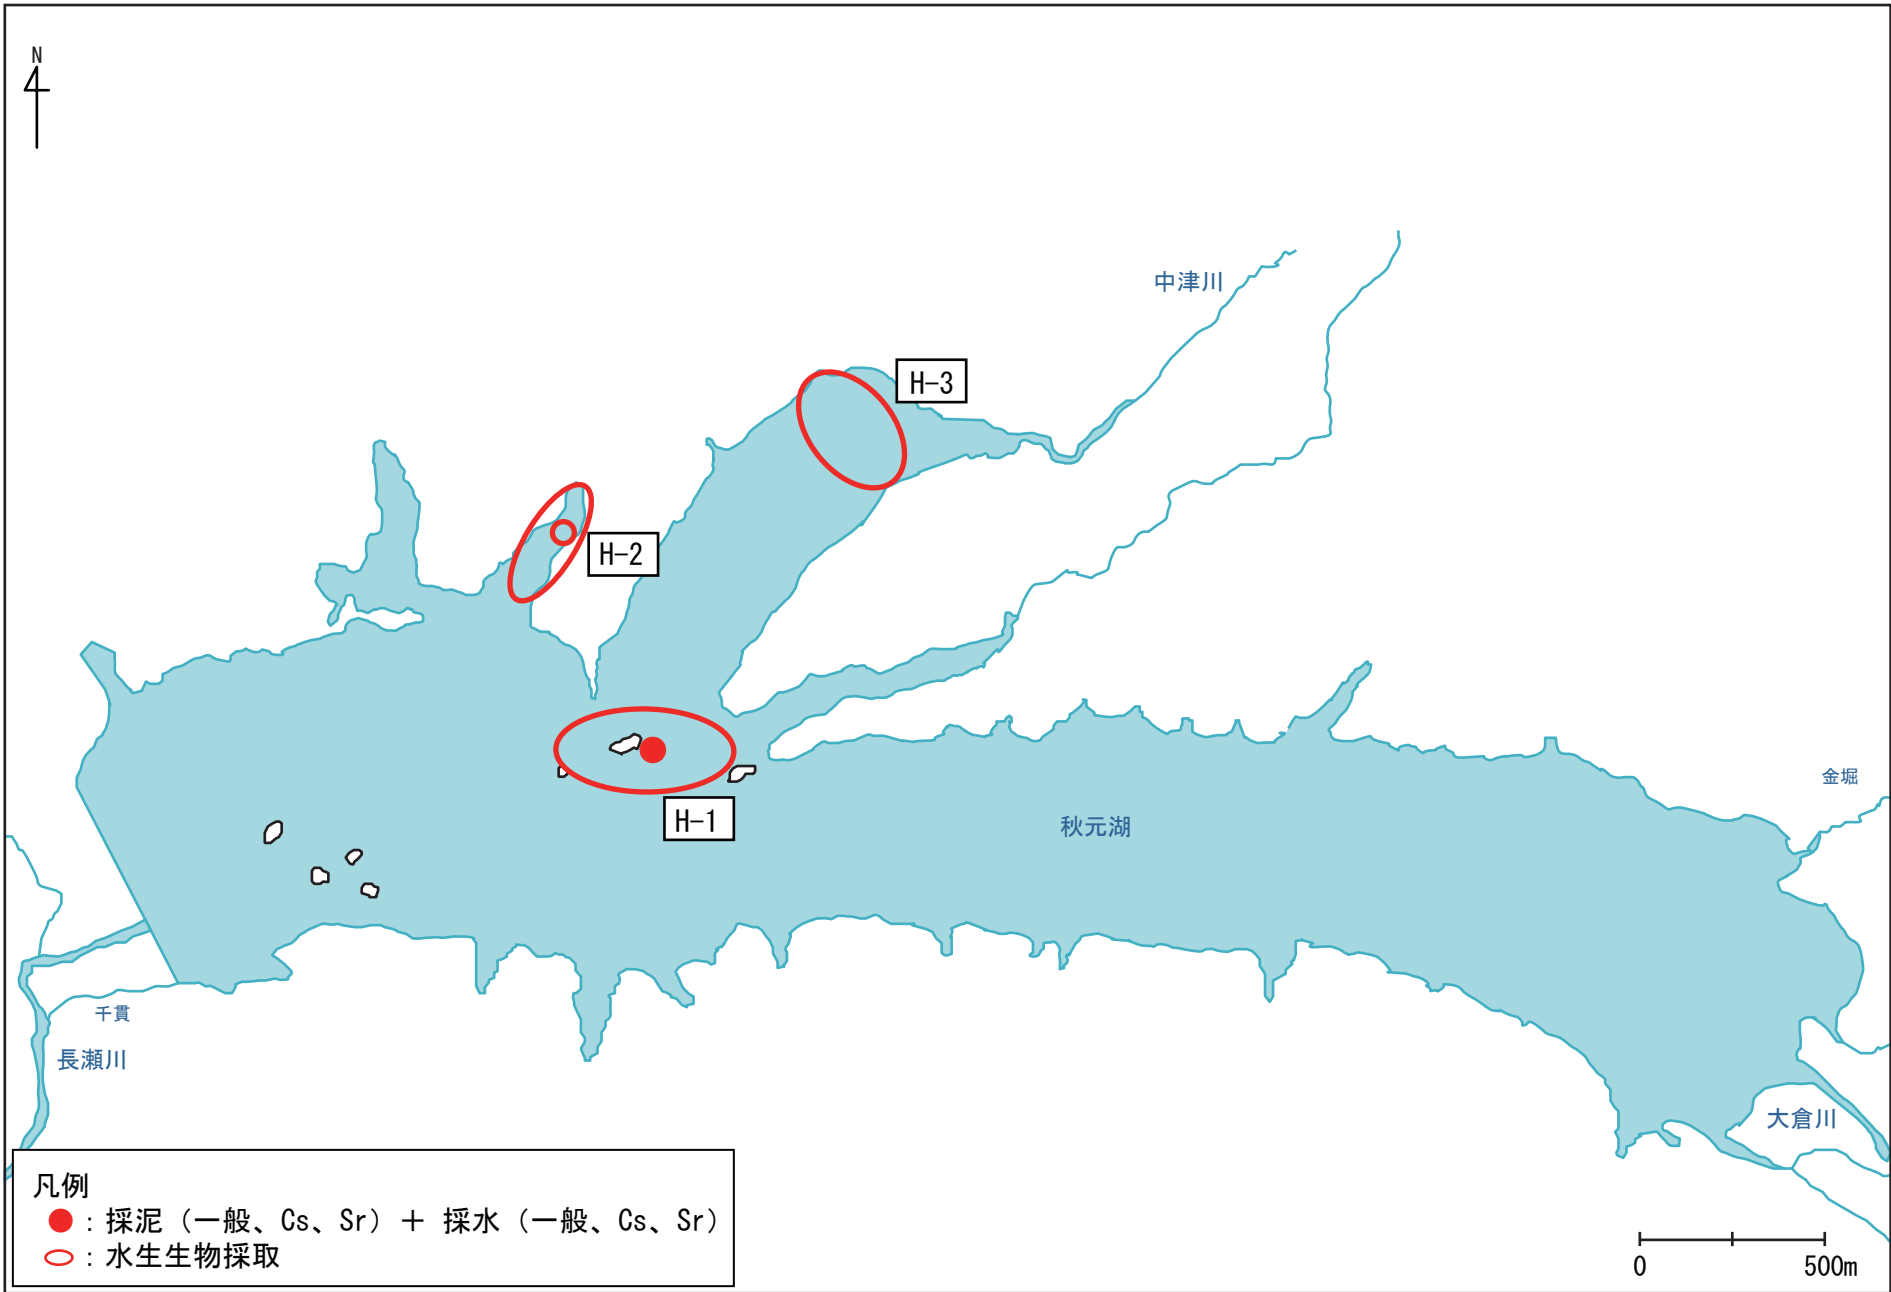 N
中津川
H-3
H-2
金堀
H-1
秋元湖
千貫
長瀬川
大倉川
凡例
: 採泥 (一般、Cs、Sr) ＋ 採水 (一般、Cs、Sr)
: 水生生物採取
0 500m